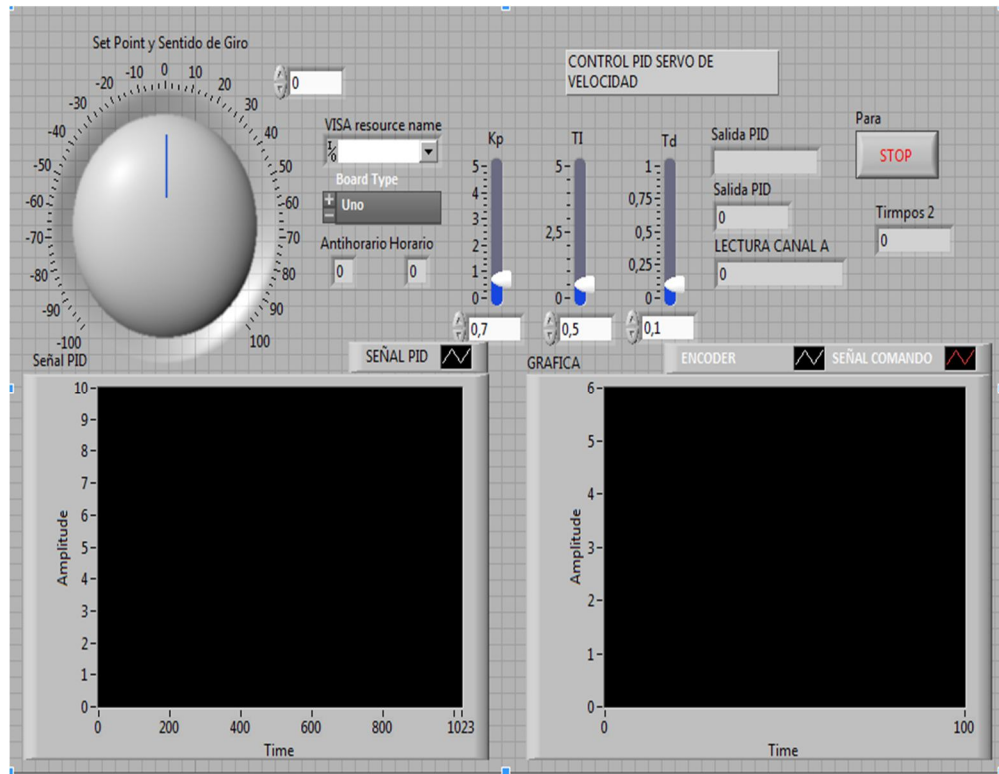 Set Point y Sentido de Giro
-100
-90
-80
-70
-60
-50
-40
-30
-20
-10
0
10
20
30
40
50
60
70
80
90
100
0
VISA resource name
I/O
Board Type
Uno
Antihorario Horario
0
0
CONTROL PID SERVO DE
VELOCIDAD
Kp
5
4
3
2
1
0
0,7
TI
5
2,5
0
0,5
Td
1
0,75
0,5
0,25
0
0,1
Salida PID
Salida PID
0
LECTURA CANAL A
0
Para
STOP
Tirmpos 2
0
Señal PID
SEÑAL PID
10
9
8
7
6
5
4
3
2
1
0
Amplitude
0 200 400 600 800 1023
Time
GRAFICA
ENCODER
SEÑAL COMANDO
6
5
4
3
2
1
0
Amplitude
0 100
Time